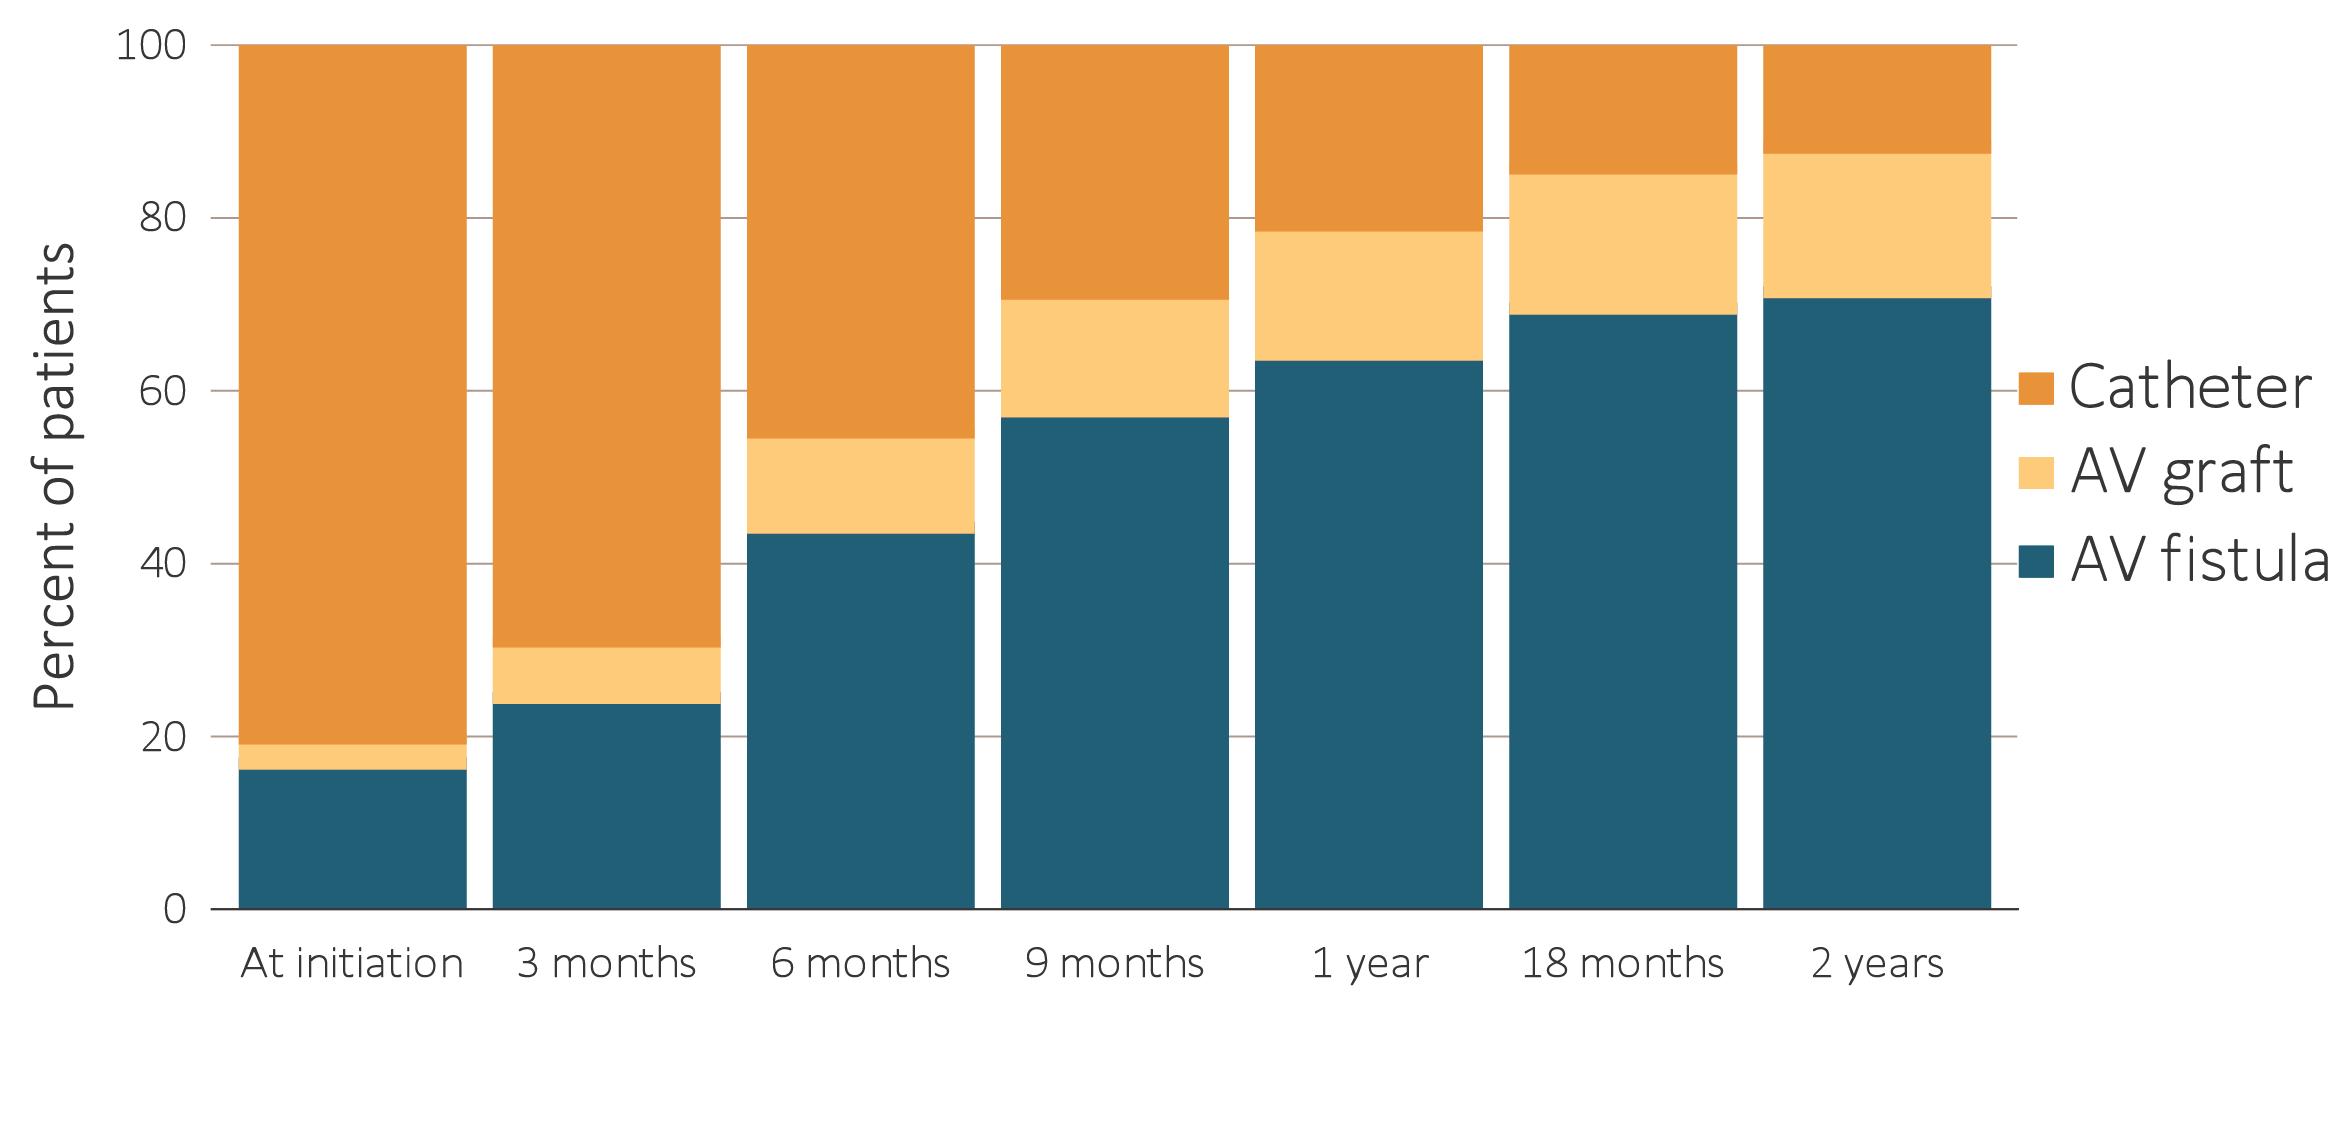 Percent of patients
100
80
60
40
20
0
At initiation
3 months
6 months
9 months
1 year
18 months
2 years
Catheter
AV graft
AV fistula